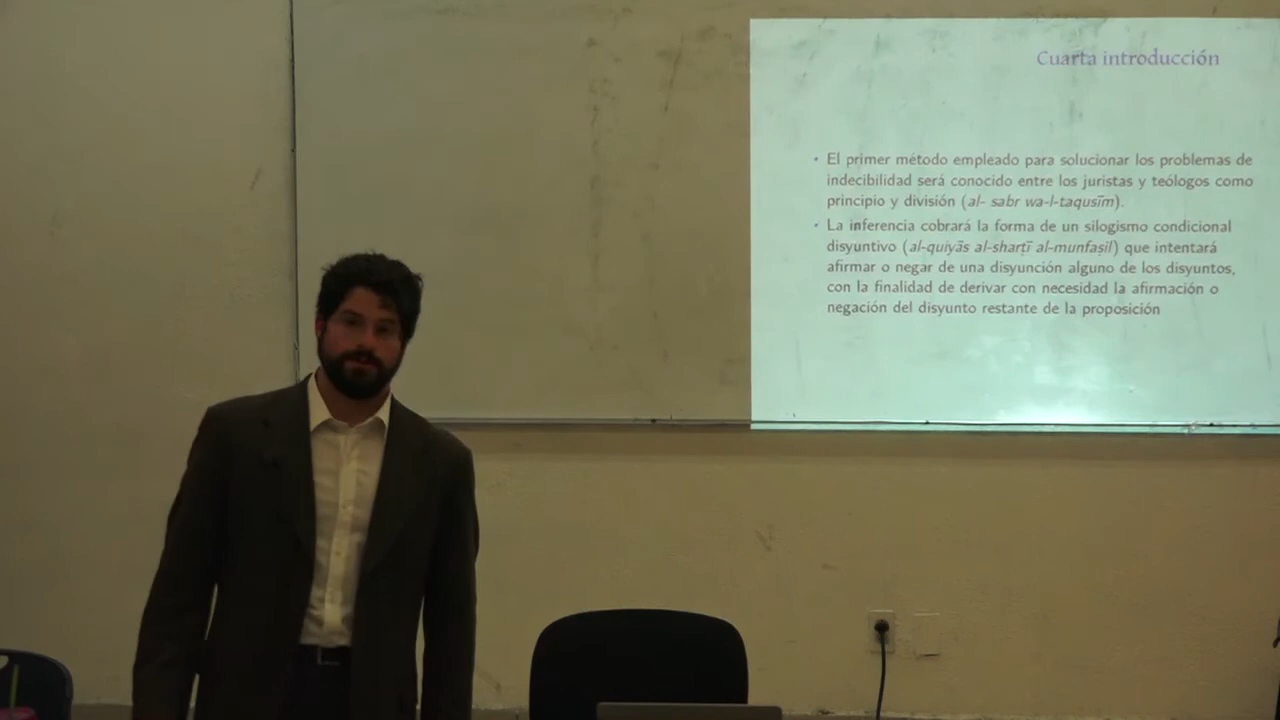 Cuarta introducción
• El primer método empleado para solucionar los problemas de
indecibilidad será conocido entre los juristas y teólogos como
principio y división (al- sabr wa-l-taqusīm).
• La inferencia cobrará la forma de un silogismo condicional
disyuntivo (al-quiyās al-sharṭī al-munfaṣil) que intentará
afirmar o negar de una disyunción alguno de los disyuntos,
con la finalidad de derivar con necesidad la afirmación o
negación del disyunto restante de la proposición